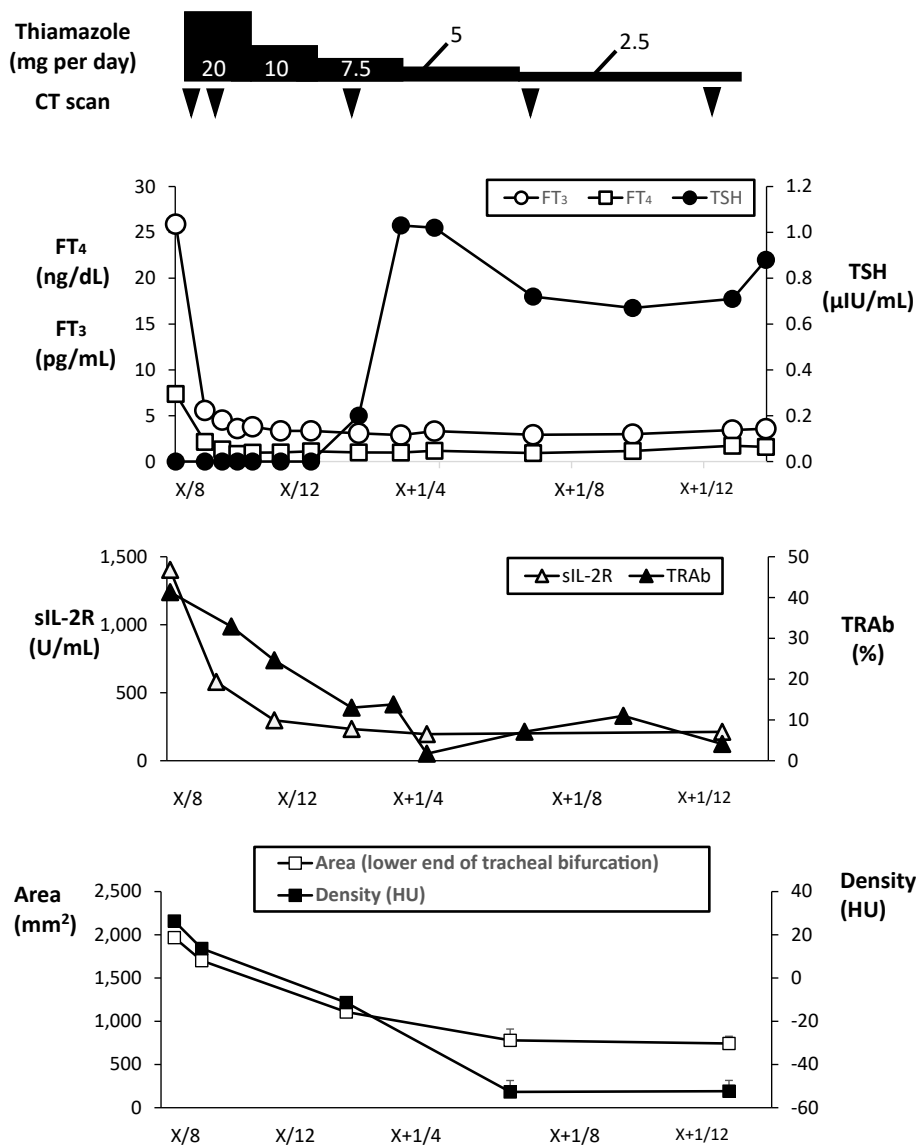 Thiamazole
(mg per day)
20 10 7.5 5 2.5
CT scan
FT₃ FT₄ TSH
FT₄
(ng/dL)
FT₃
(pg/mL)
30
25
20
15
10
5
0
TSH
(µIU/mL)
1.2
1.0
0.8
0.6
0.4
0.2
0.0
X/8 X/12 X+1/4 X+1/8 X+1/12
sIL-2R TRAb
sIL-2R
(U/mL)
1,500
1,000
500
0
TRAb
(%)
50
40
30
20
10
0
X/8 X/12 X+1/4 X+1/8 X+1/12
Area (lower end of tracheal bifurcation)
Density (HU)
Area
(mm²)
2,500
2,000
1,500
1,000
500
0
Density
(HU)
40
20
0
-20
-40
-60
X/8 X/12 X+1/4 X+1/8 X+1/12